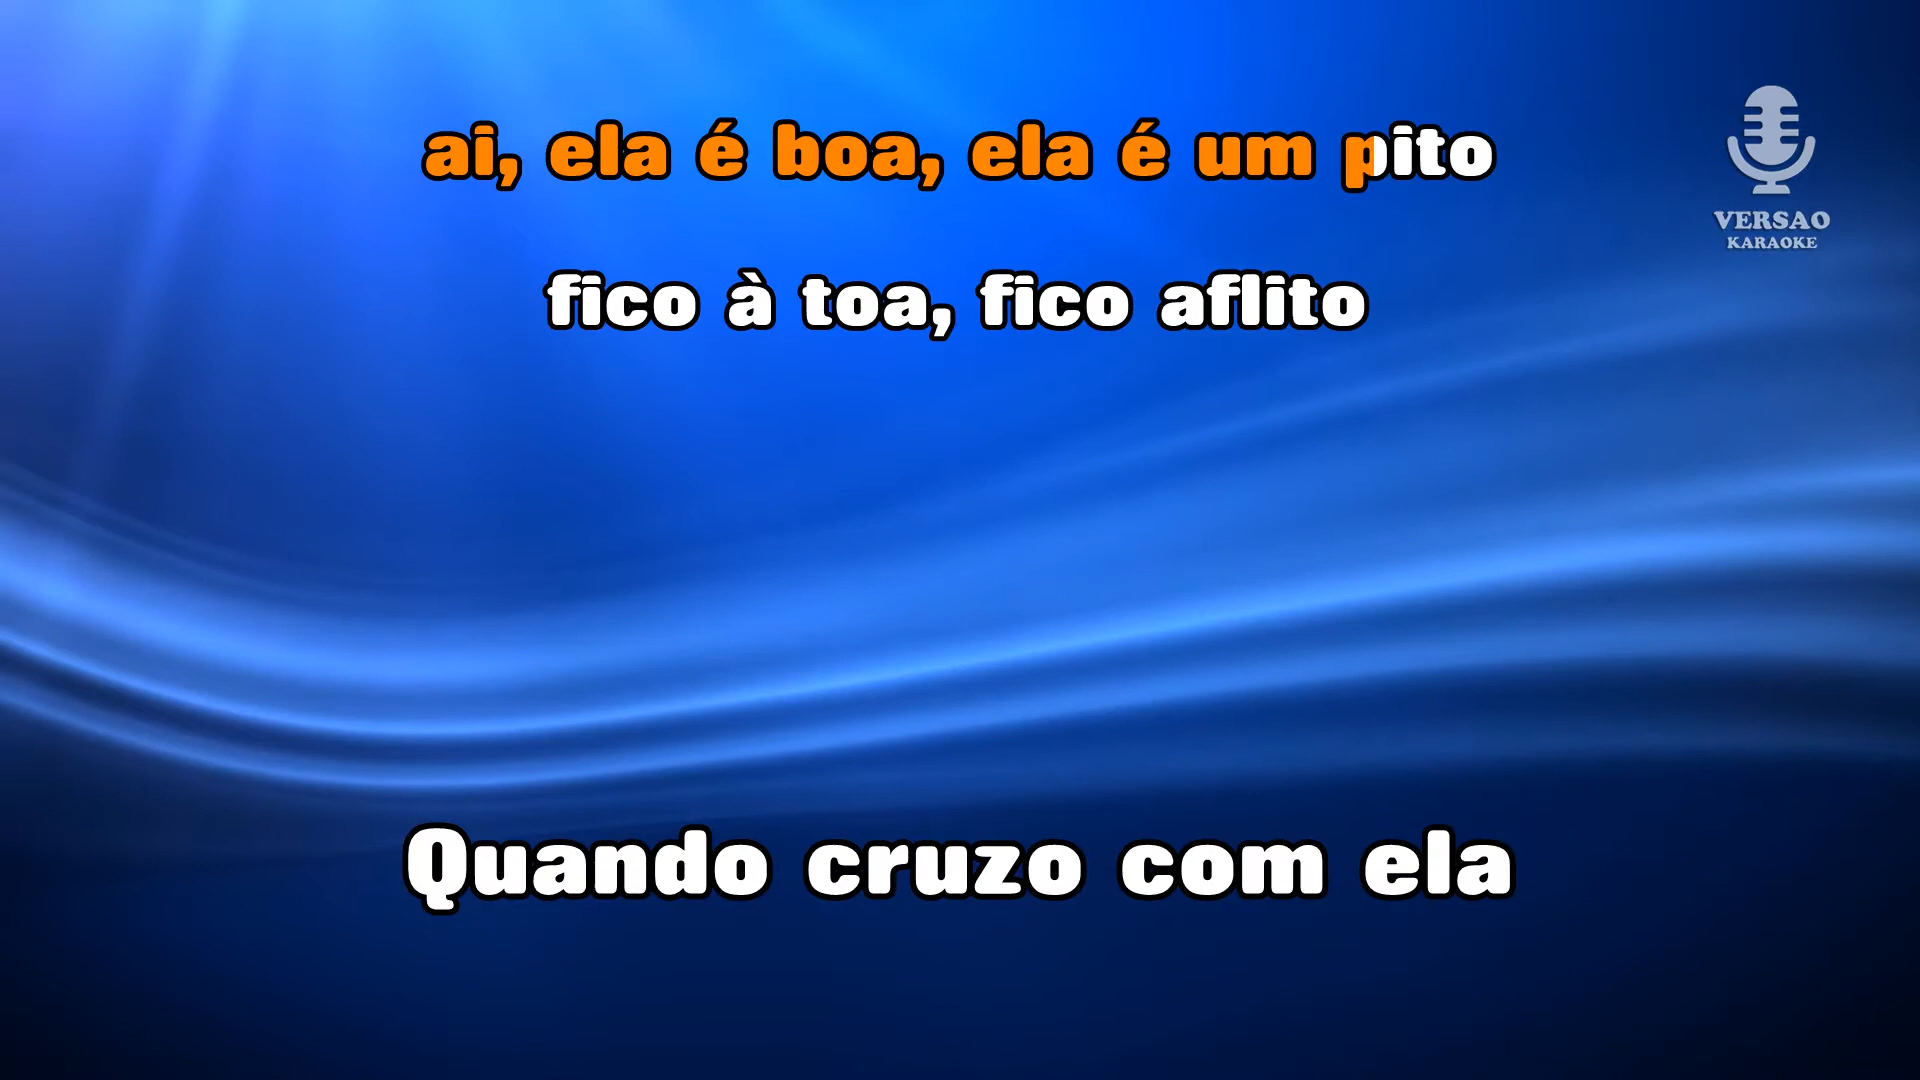 ai, ela é boa, ela é um pito
VERSAO
KARAOKE
fico à toa, fico aflito
Quando cruzo com ela